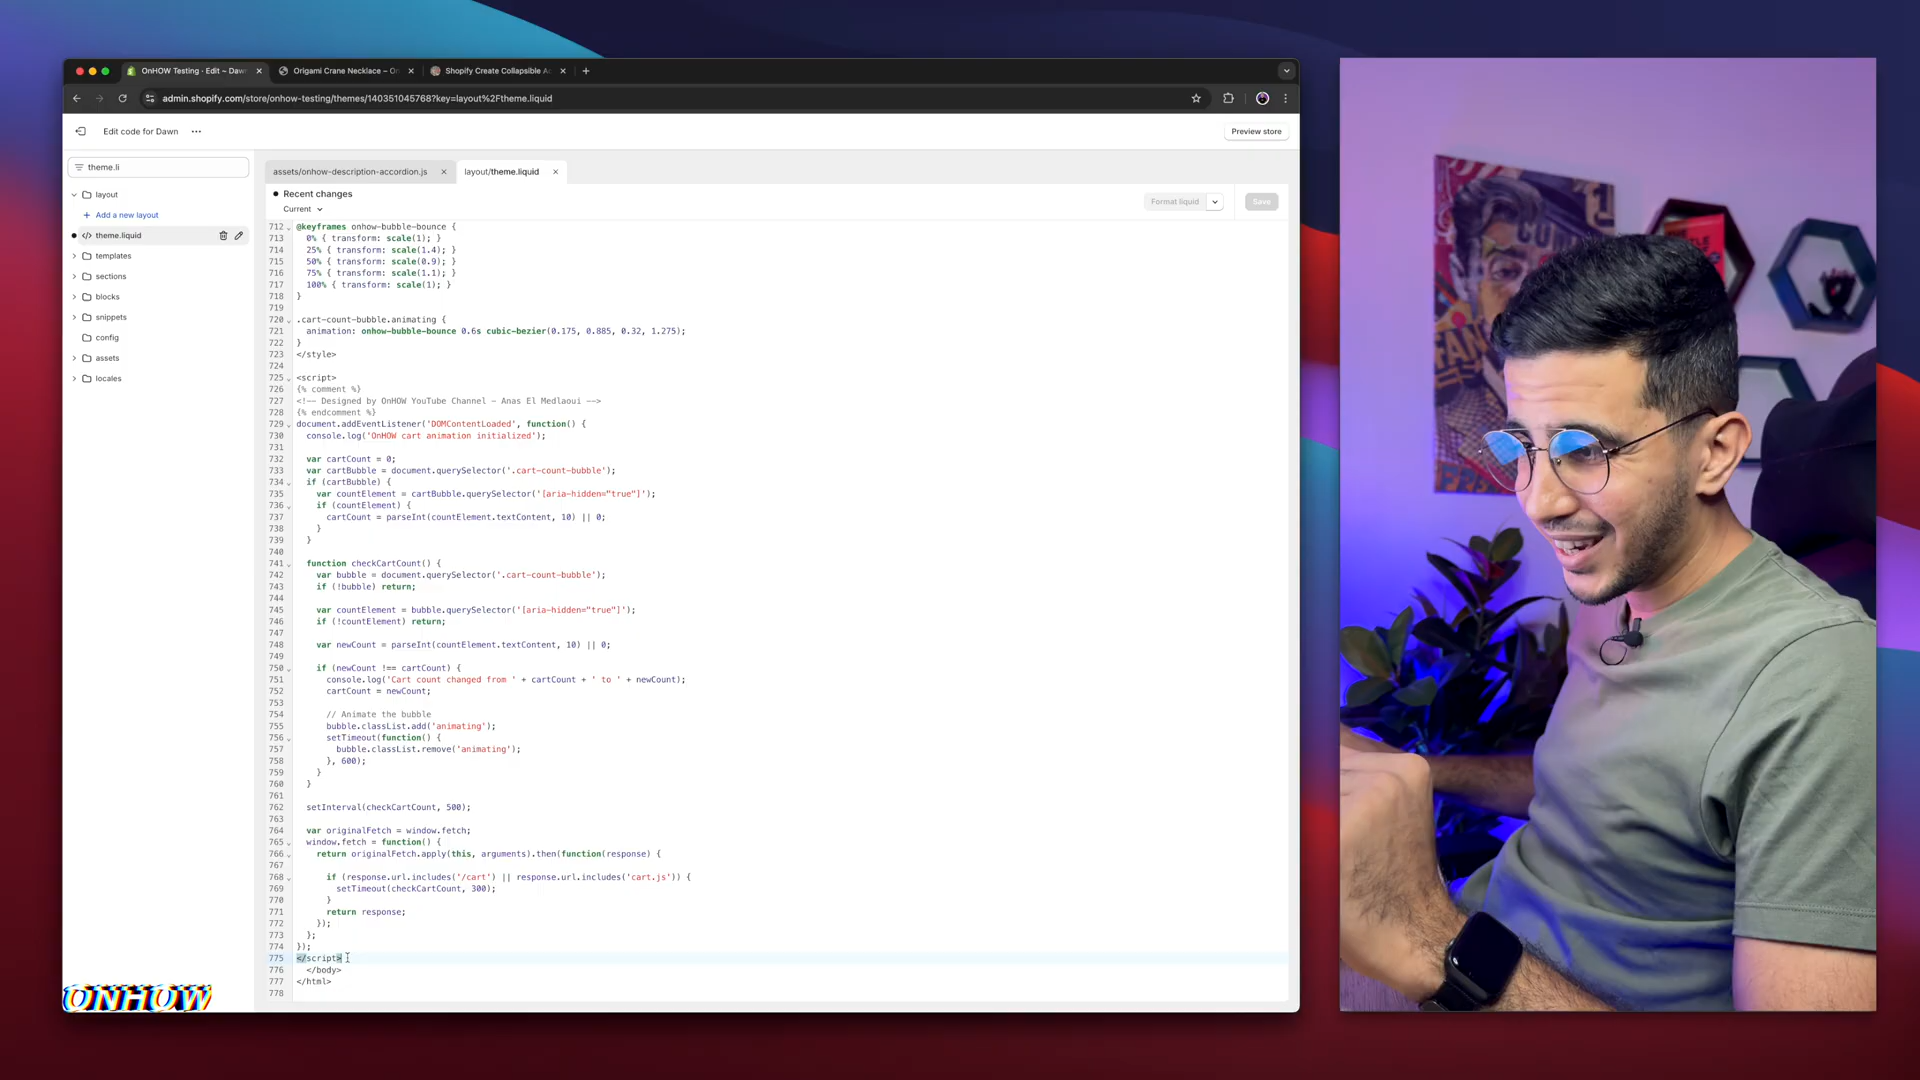 OnHOW Testing · Edit ~ Daw
Origami Crane Necklace – O
Shopify Create Collapsible Ac
admin.shopify.com/store/onhow-testing/themes/140351045768?key=layout%2Ftheme.liquid
Edit code for Dawn
Preview store
theme.li
layout
Add a new layout
theme.liquid
templates
sections
blocks
snippets
config
assets
locales
assets/onhow-description-accordion.js
layout/theme.liquid
Recent changes
Current
Format liquid
Save
712 @keyframes onhow-bubble-bounce {
713 0% { transform: scale(1); }
714 25% { transform: scale(1.4); }
715 50% { transform: scale(0.9); }
716 75% { transform: scale(1.1); }
717 100% { transform: scale(1); }
718 }
719
720 .cart-count-bubble.animating {
721 animation: onhow-bubble-bounce 0.6s cubic-bezier(0.175, 0.885, 0.32, 1.275);
722 }
723 </style>
724
725 <script>
726 {% comment %}
727 <!-- Designed by OnHOW YouTube Channel - Anas El Medlaoui -->
728 {% endcomment %}
729 document.addEventListener('DOMContentLoaded', function() {
730 console.log('OnHOW cart animation initialized');
731
732 var cartCount = 0;
733 var cartBubble = document.querySelector('.cart-count-bubble');
734 if (cartBubble) {
735 var countElement = cartBubble.querySelector('[aria-hidden="true"]');
736 if (countElement) {
737 cartCount = parseInt(countElement.textContent, 10) || 0;
738 }
739 }
740
741 function checkCartCount() {
742 var bubble = document.querySelector('.cart-count-bubble');
743 if (!bubble) return;
744
745 var countElement = bubble.querySelector('[aria-hidden="true"]');
746 if (!countElement) return;
747
748 var newCount = parseInt(countElement.textContent, 10) || 0;
749
750 if (newCount !== cartCount) {
751 console.log('Cart count changed from ' + cartCount + ' to ' + newCount);
752 cartCount = newCount;
753
754 // Animate the bubble
755 bubble.classList.add('animating');
756 setTimeout(function() {
757 bubble.classList.remove('animating');
758 }, 600);
759 }
760 }
761
762 setInterval(checkCartCount, 500);
763
764 var originalFetch = window.fetch;
765 window.fetch = function() {
766 return originalFetch.apply(this, arguments).then(function(response) {
767
768 if (response.url.includes('/cart') || response.url.includes('cart.js')) {
769 setTimeout(checkCartCount, 300);
770 }
771 return response;
772 });
773 };
774 });
775 </script>
776 </body>
777 </html>
778
ONHOW